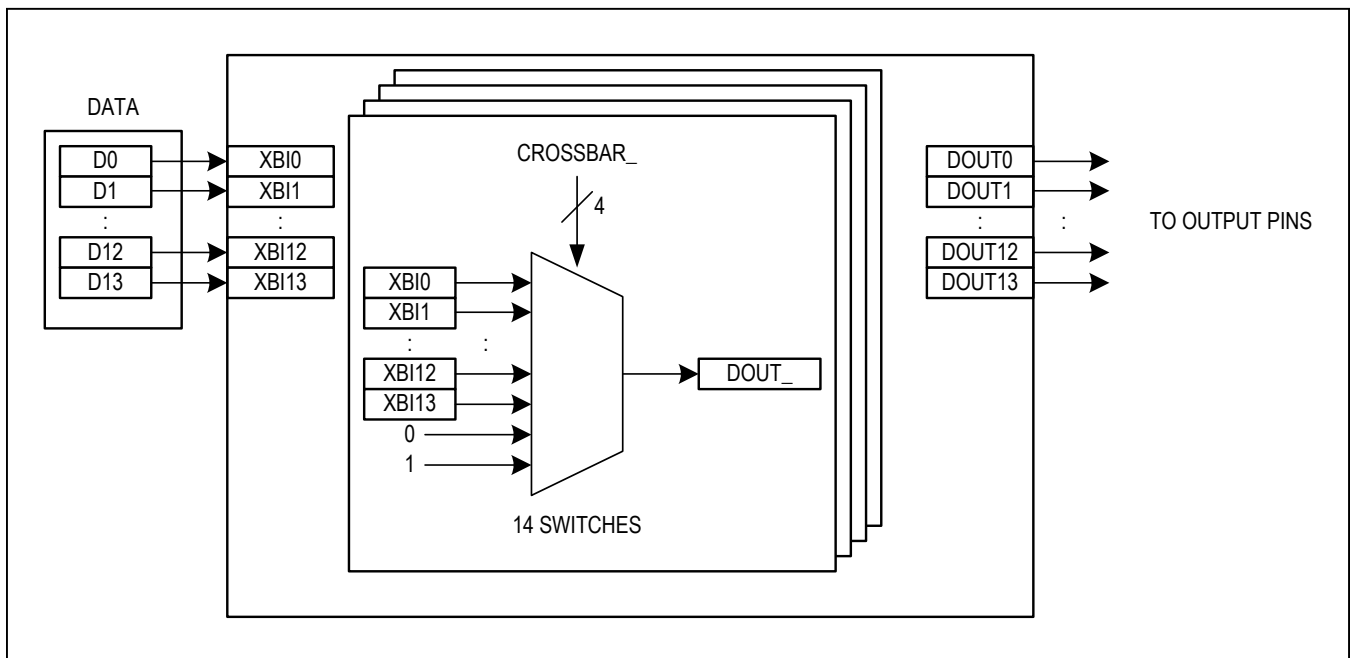 DATA
D0
D1
:
D12
D13
XBI0
XBI1
:
XBI12
XBI13
CROSSBAR_
4
XBI0
XBI1
: :
XBI12
XBI13
0
1
DOUT_
14 SWITCHES
DOUT0
DOUT1
: :
DOUT12
DOUT13
TO OUTPUT PINS